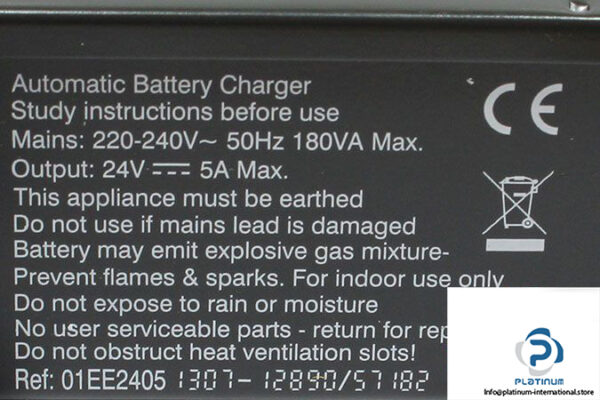 Automatic Battery Charger
Study instructions before use
Mains: 220-240V~ 50Hz 180VA Max.
Output: 24V ⎓ 5A Max.
This appliance must be earthed
Do not use if mains lead is damaged
Battery may emit explosive gas mixture-
Prevent flames & sparks. For indoor use only
Do not expose to rain or moisture
No user serviceable parts - return for rep
Do not obstruct heat ventilation slots!
Ref: 01EE2405 1307-12890/57182
CE
PLATINUM
Info@platinum-international.store